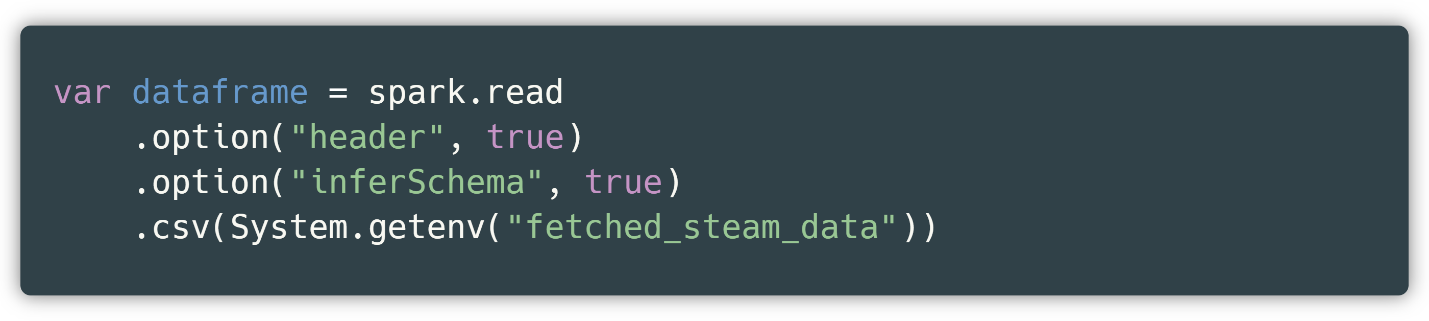 var dataframe = spark.read
    .option("header", true)
    .option("inferSchema", true)
    .csv(System.getenv("fetched_steam_data"))